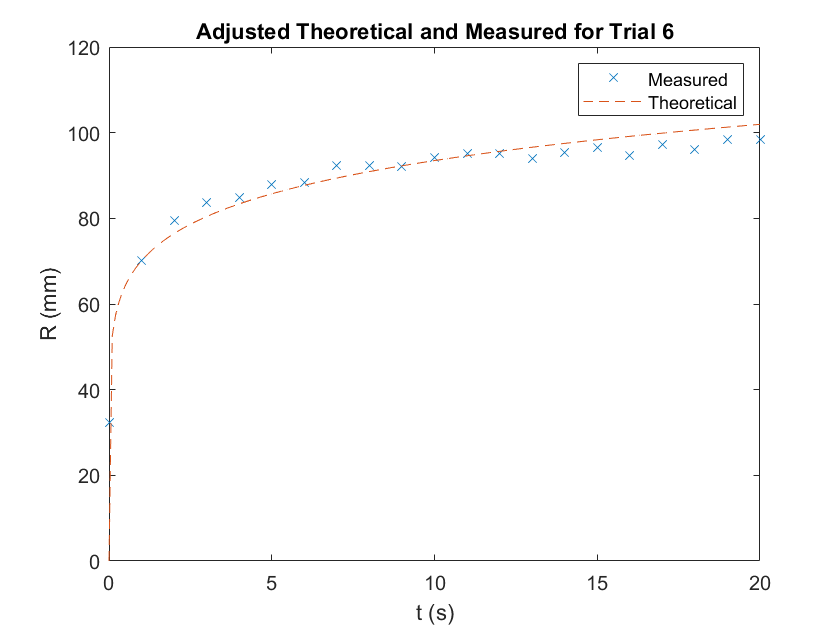 Adjusted Theoretical and Measured for Trial 6
120
100
80
60
40
20
0
R (mm)
Measured
Theoretical
0 5 10 15 20
t (s)